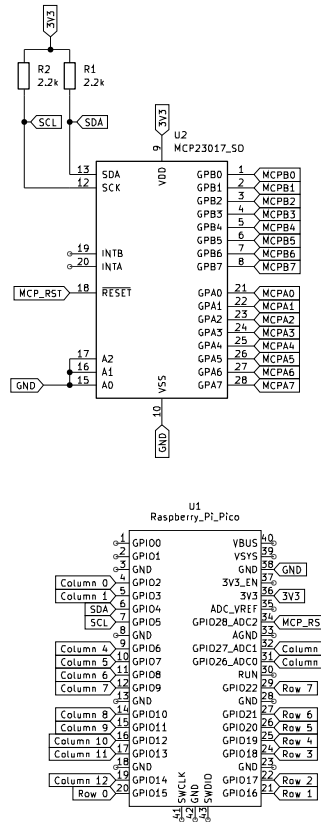 3V3
R2 R1
2.2k 2.2k
3V3
SCL SDA
U2
MCP23017_SO
9
VDD
13 SDA GPB0 1 MCPB0
12 SCK GPB1 2 MCPB1
GPB2 3 MCPB2
GPB3 4 MCPB3
GPB4 5 MCPB4
GPB5 6 MCPB5
19 INTB GPB6 7 MCPB6
20 INTA GPB7 8 MCPB7
MCP_RST 18 RESET GPA0 21 MCPA0
GPA1 22 MCPA1
GPA2 23 MCPA2
GPA3 24 MCPA3
GPA4 25 MCPA4
17 A2 GPA5 26 MCPA5
16 A1 GPA6 27 MCPA6
GND 15 A0 GPA7 28 MCPA7
VSS
10
GND
U1
Raspberry_Pi_Pico
1 GPIO0 VBUS 40
2 GPIO1 VSYS 39
3 GND GND 38 GND
Column 0 4 GPIO2 3V3_EN 37
Column 1 5 GPIO3 3V3 36 3V3
SDA 6 GPIO4 ADC_VREF 35
SCL 7 GPIO5 GPIO28_ADC2 34 MCP_RS
8 GND AGND 33
Column 4 9 GPIO6 GPIO27_ADC1 32 Column
Column 5 10 GPIO7 GPIO26_ADC0 31 Column
Column 6 11 GPIO8 RUN 30
Column 7 12 GPIO9 GPIO22 29 Row 7
13 GND GND 28
Column 8 14 GPIO10 GPIO21 27 Row 6
Column 9 15 GPIO11 GPIO20 26 Row 5
Column 10 16 GPIO12 GPIO19 25 Row 4
Column 11 17 GPIO13 GPIO18 24 Row 3
18 GND GND 23
Column 12 19 GPIO14 GPIO17 22 Row 2
Row 0 20 GPIO15 GPIO16 21 Row 1
SWCLK GND SWDIO
41 42 43